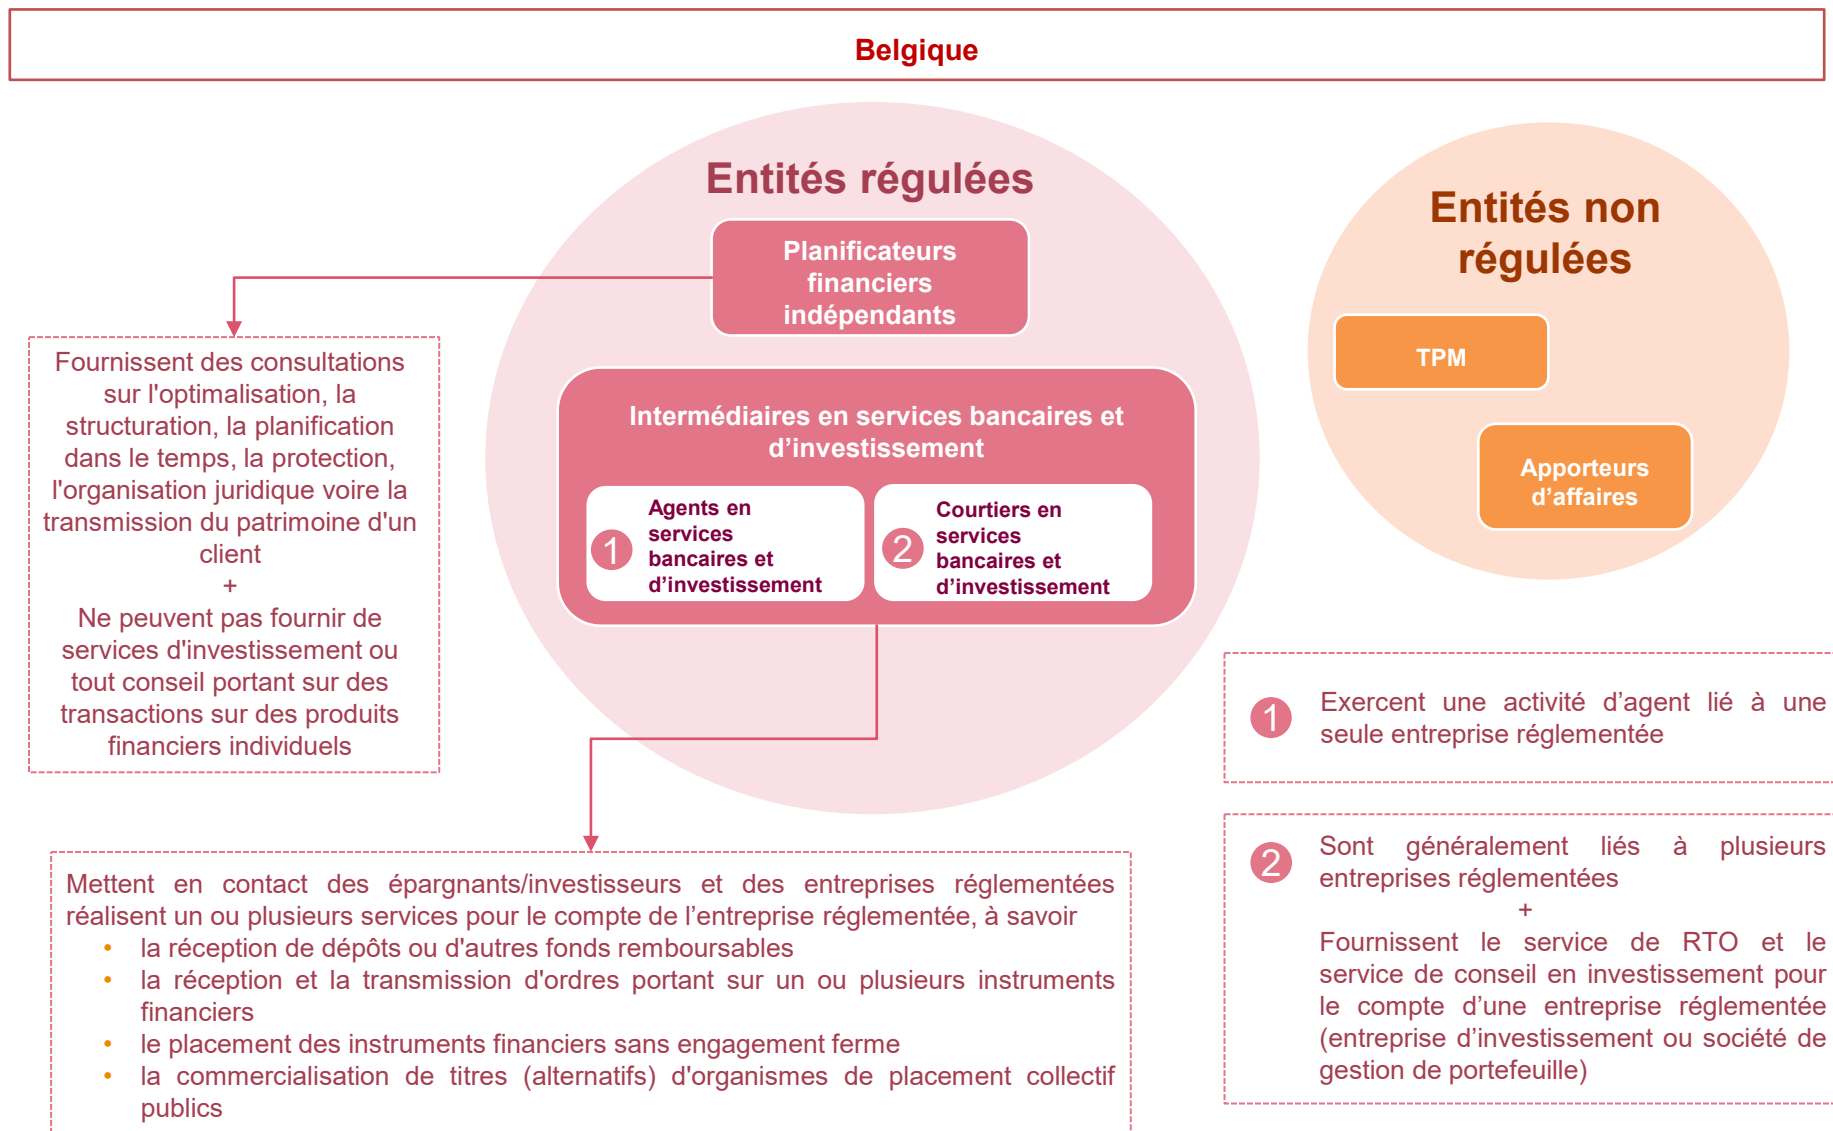 Belgique
Entités régulées
Planificateurs
financiers
indépendants
Intermédiaires en services bancaires et
d’investissement
1
Agents en
services
bancaires et
d’investissement
2
Courtiers en
services
bancaires et
d’investissement
Entités non
régulées
TPM
Apporteurs
d’affaires
Fournissent des consultations
sur l'optimalisation, la
structuration, la planification
dans le temps, la protection,
l'organisation juridique voire la
transmission du patrimoine d'un
client
+
Ne peuvent pas fournir de
services d'investissement ou
tout conseil portant sur des
transactions sur des produits
financiers individuels
Mettent en contact des épargnants/investisseurs et des entreprises réglementées
réalisent un ou plusieurs services pour le compte de l’entreprise réglementée, à savoir
• la réception de dépôts ou d'autres fonds remboursables
• la réception et la transmission d'ordres portant sur un ou plusieurs instruments
financiers
• le placement des instruments financiers sans engagement ferme
• la commercialisation de titres (alternatifs) d'organismes de placement collectif
publics
1
Exercent une activité d’agent lié à une
seule entreprise réglementée
2
Sont généralement liés à plusieurs
entreprises réglementées
+
Fournissent le service de RTO et le
service de conseil en investissement pour
le compte d’une entreprise réglementée
(entreprise d’investissement ou société de
gestion de portefeuille)